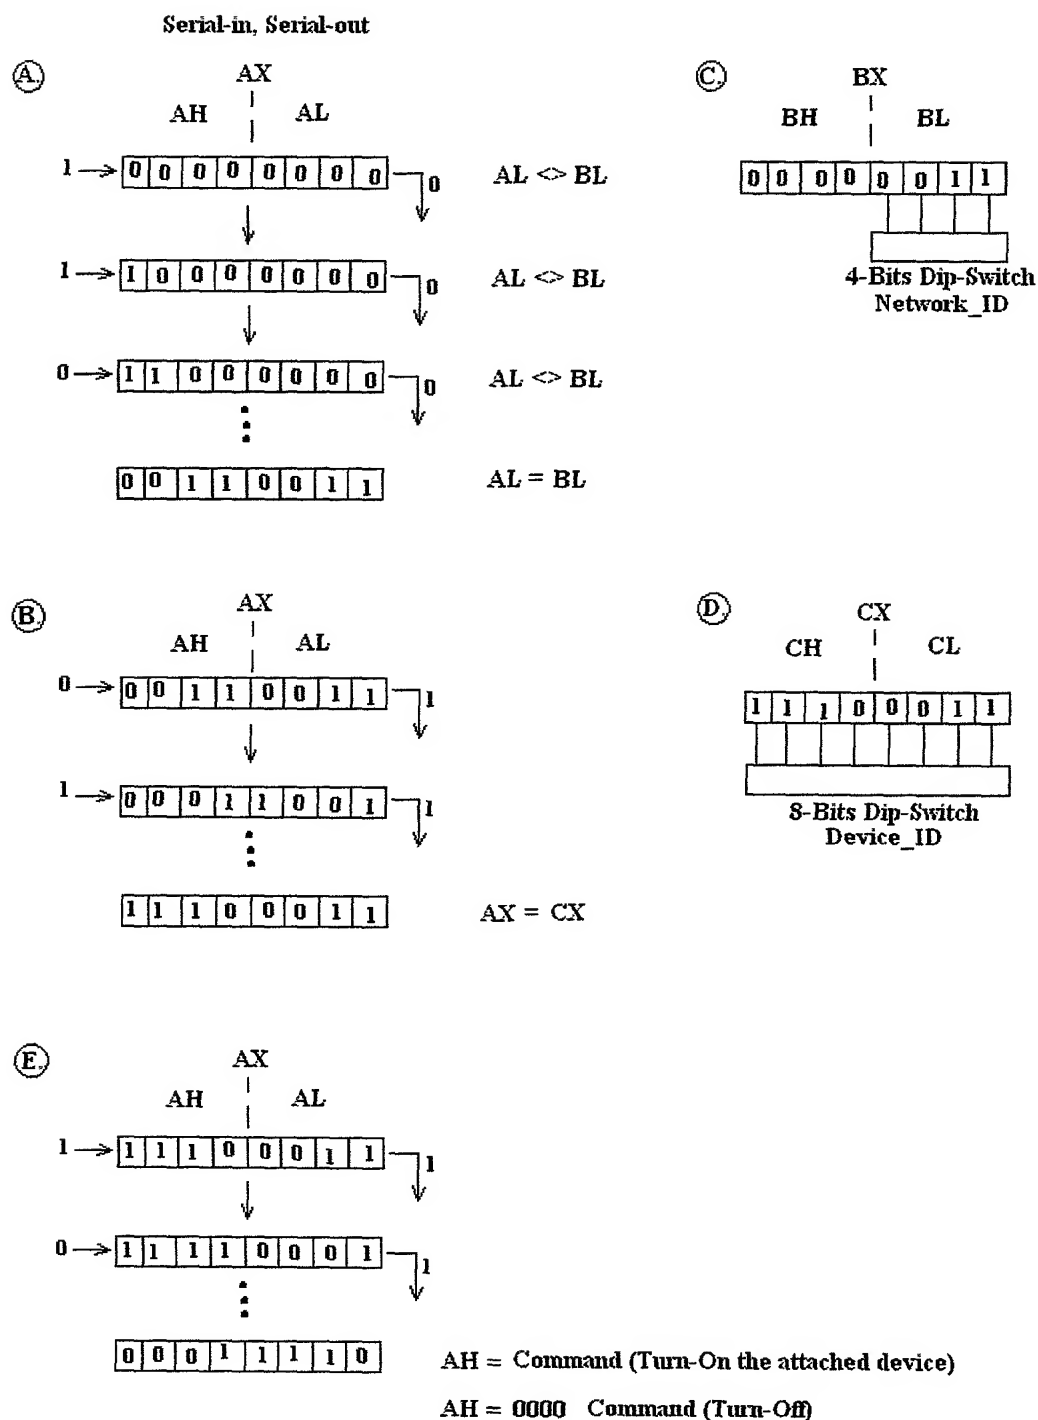 Serial-in, Serial-out
A.
AX
AH AL
1 0 0 0 0 0 0 0 0 0 AL <> BL
1 1 0 0 0 0 0 0 0 0 AL <> BL
0 1 1 0 0 0 0 0 0 0 AL <> BL
0 0 1 1 0 0 1 1 AL = BL
C.
BX
BH BL
0 0 0 0 0 0 1 1
4-Bits Dip-Switch
Network_ID
B.
AX
AH AL
0 0 0 1 1 0 0 1 1 1
1 0 0 0 1 1 0 0 1 1
1 1 1 0 0 0 1 1 AX = CX
D.
CX
CH CL
1 1 1 0 0 0 1 1
8-Bits Dip-Switch
Device_ID
E.
AX
AH AL
1 1 1 1 0 0 0 1 1 1
0 1 1 1 1 0 0 0 1 1
0 0 0 1 1 1 1 0 AH = Command (Turn-On the attached device)
AH = 0000 Command (Turn-Off)